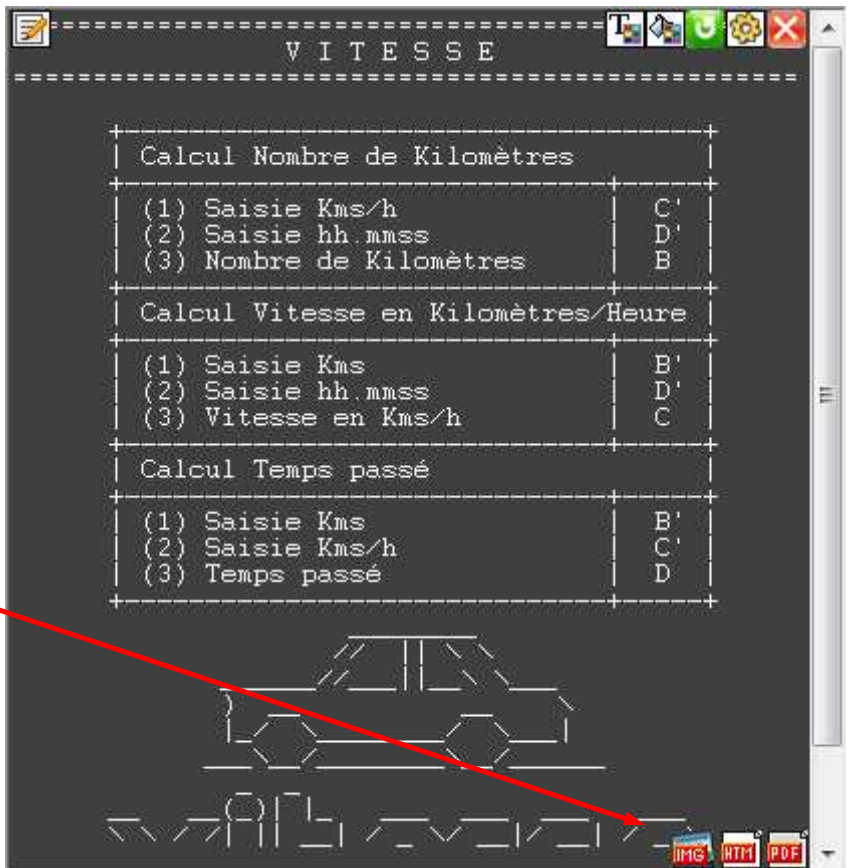 V I T E S S E
Calcul Nombre de Kilomètres
(1) Saisie Kms/h C'
(2) Saisie hh.mmss D'
(3) Nombre de Kilomètres B
Calcul Vitesse en Kilomètres/Heure
(1) Saisie Kms B'
(2) Saisie hh.mmss D'
(3) Vitesse en Kms/h C
Calcul Temps passé
(1) Saisie Kms B'
(2) Saisie Kms/h C'
(3) Temps passé D
IMG HTM PDF